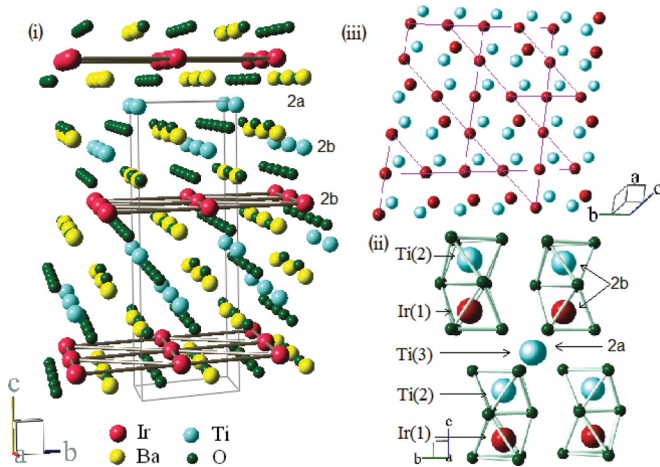 (i)
2a
2b
2b
c
a
b
Ir
Ti
Ba
O
(iii)
a
c
b
(ii)
Ti(2)
2b
Ir(1)
Ti(3)
2a
Ti(2)
Ir(1)
c
b
a